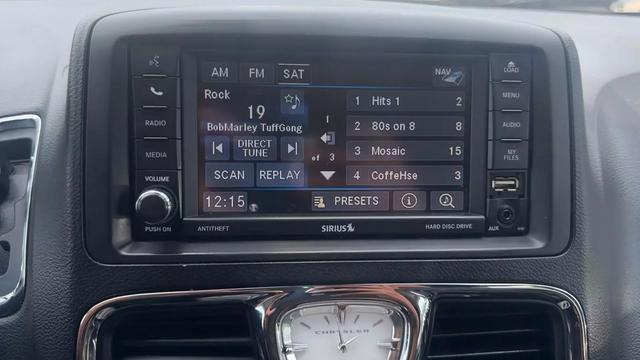 AM FM SAT NAV
Rock
19
BobMarley TuffGong
DIRECT
TUNE
SCAN REPLAY
12:15
1
of 3
1 Hits 1 2
2 80s on 8 8
3 Mosaic 15
4 CoffeHse 3
PRESETS
PHONE
RADIO
MEDIA
VOLUME
PUSH ON
LOAD
MENU
AUDIO
MY
FILES
AUX
ANTITHEFT SIRIUS HARD DISC DRIVE
CHRYSLER